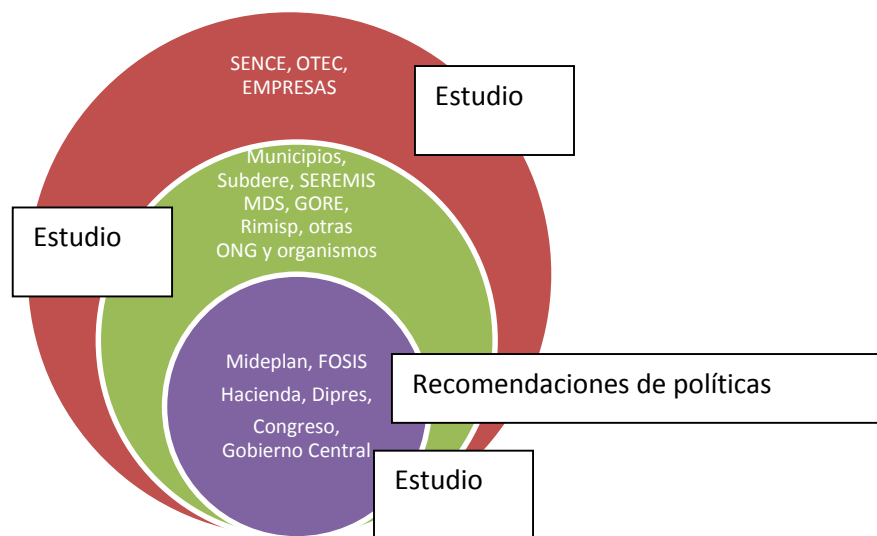 SENCE, OTEC,
EMPRESAS
Estudio
Municipios,
Subdere, SEREMIS
MDS, GORE,
Rimisp, otras
ONG y organismos
Estudio
Mideplan, FOSIS
Hacienda, Dipres,
Congreso,
Gobierno Central
Recomendaciones de políticas
Estudio